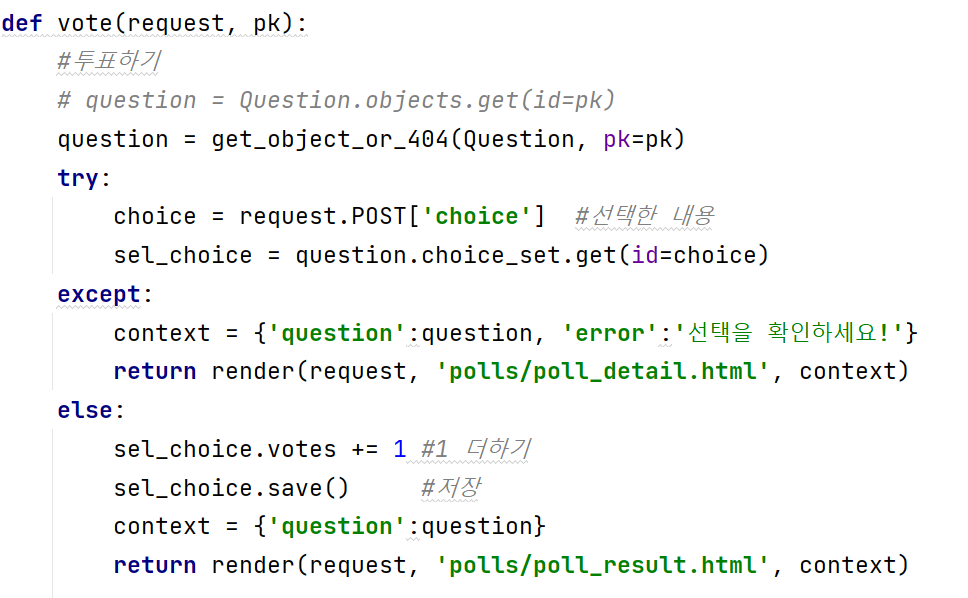 def vote(request, pk):
    #투표하기
    # question = Question.objects.get(id=pk)
    question = get_object_or_404(Question, pk=pk)
    try:
        choice = request.POST['choice']  #선택한 내용
        sel_choice = question.choice_set.get(id=choice)
    except:
        context = {'question':question, 'error':'선택을 확인하세요!'}
        return render(request, 'polls/poll_detail.html', context)
    else:
        sel_choice.votes += 1 #1 더하기
        sel_choice.save()     #저장
        context = {'question':question}
        return render(request, 'polls/poll_result.html', context)